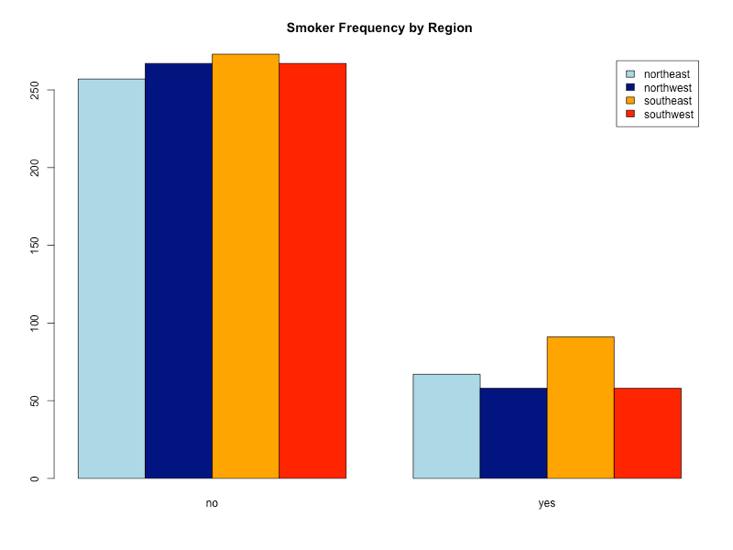 Smoker Frequency by Region
northeast
northwest
southeast
southwest
250
200
150
100
50
0
no yes